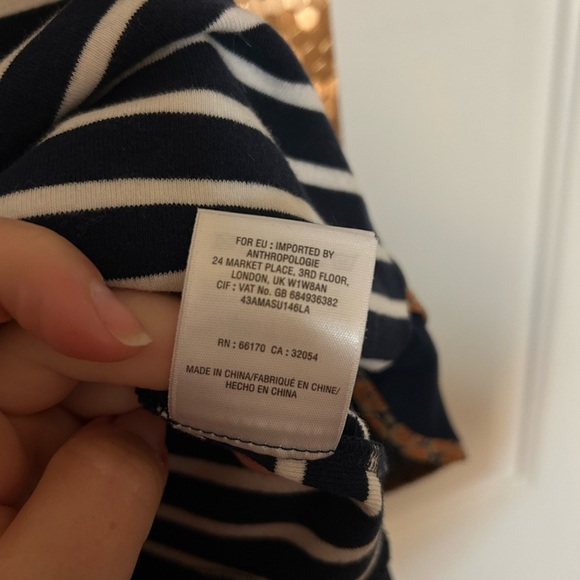 FOR EU : IMPORTED BY
ANTHROPOLOGIE
24 MARKET PLACE, 3RD FLOOR,
LONDON, UK W1W8AN
CIF : VAT No. GB 684936382
43AMASU146LA
RN : 66170 CA : 32054
MADE IN CHINA/FABRIQUÉ EN CHINE/
HECHO EN CHINA